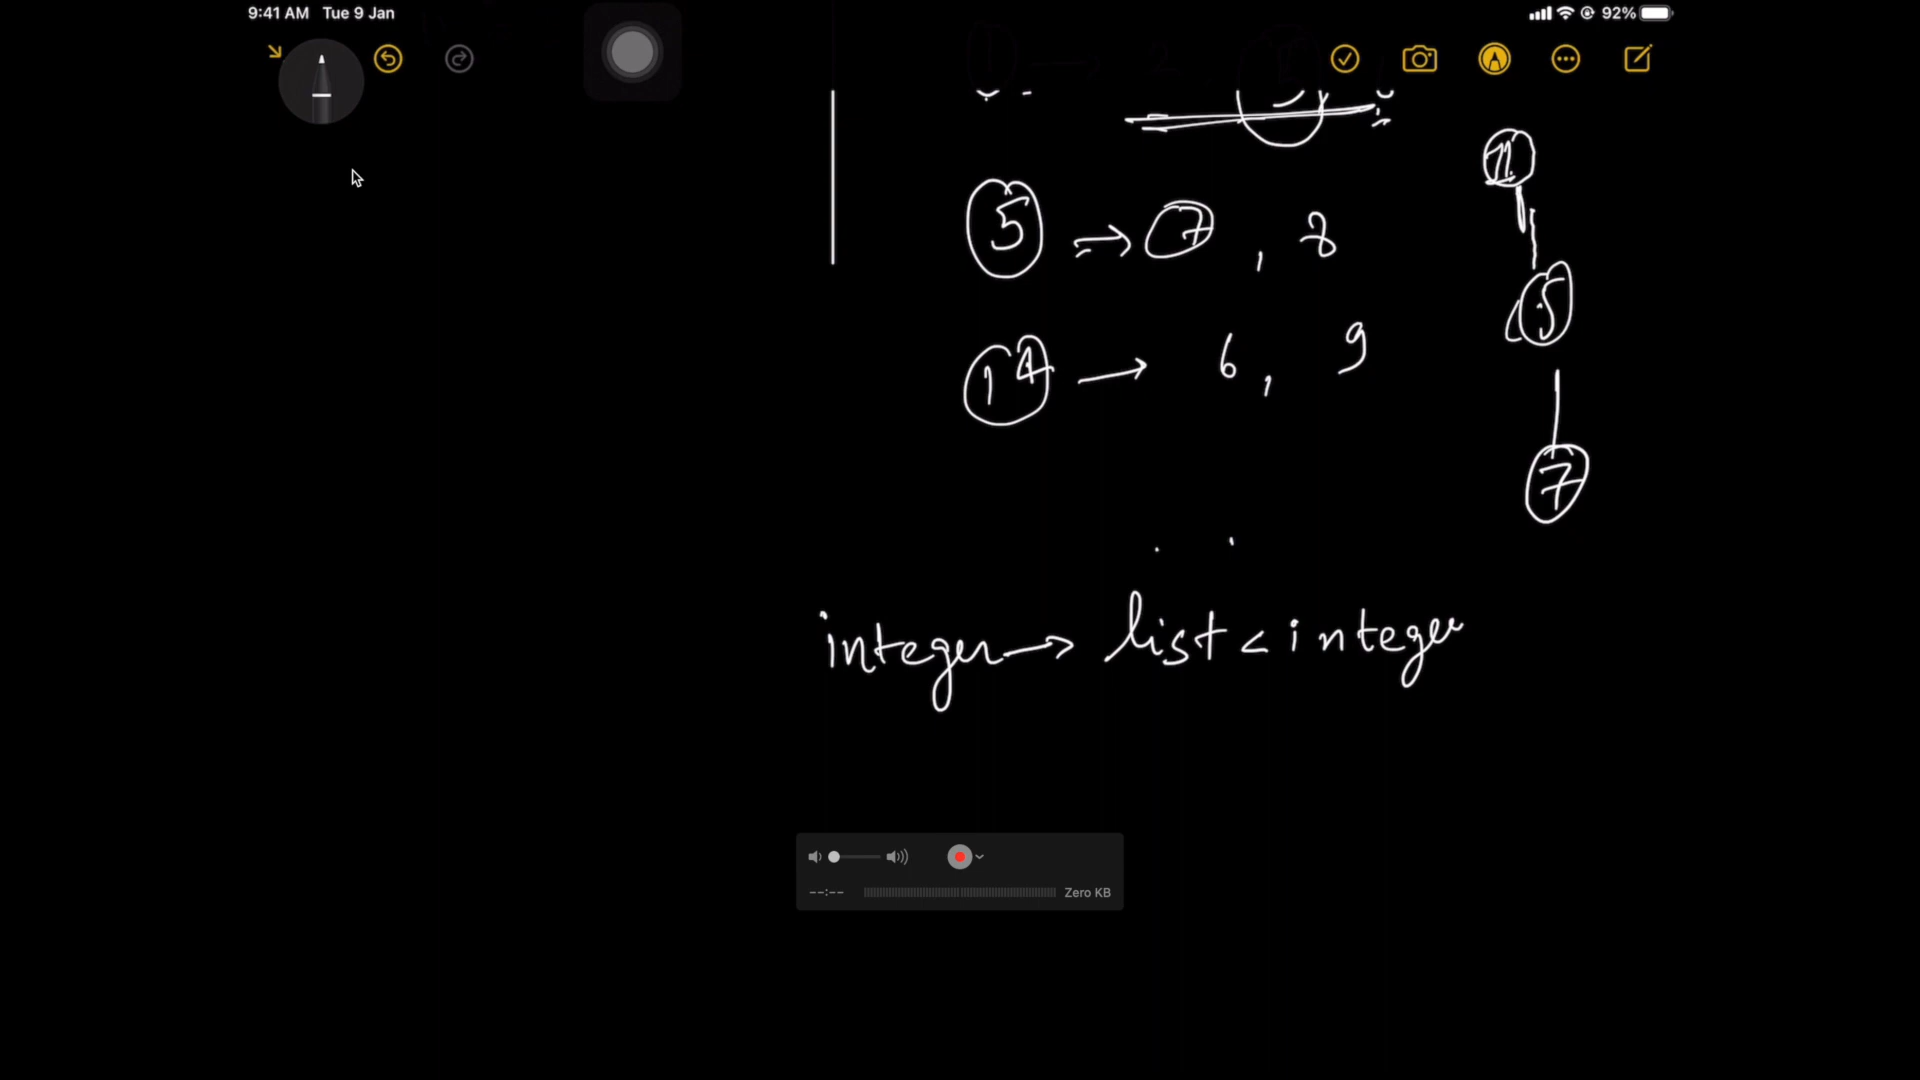 9:41 AM Tue 9 Jan
92%
5 → 7 , 8
14 → 6 , 9
5
7
integer → list < integer
--:--
Zero KB